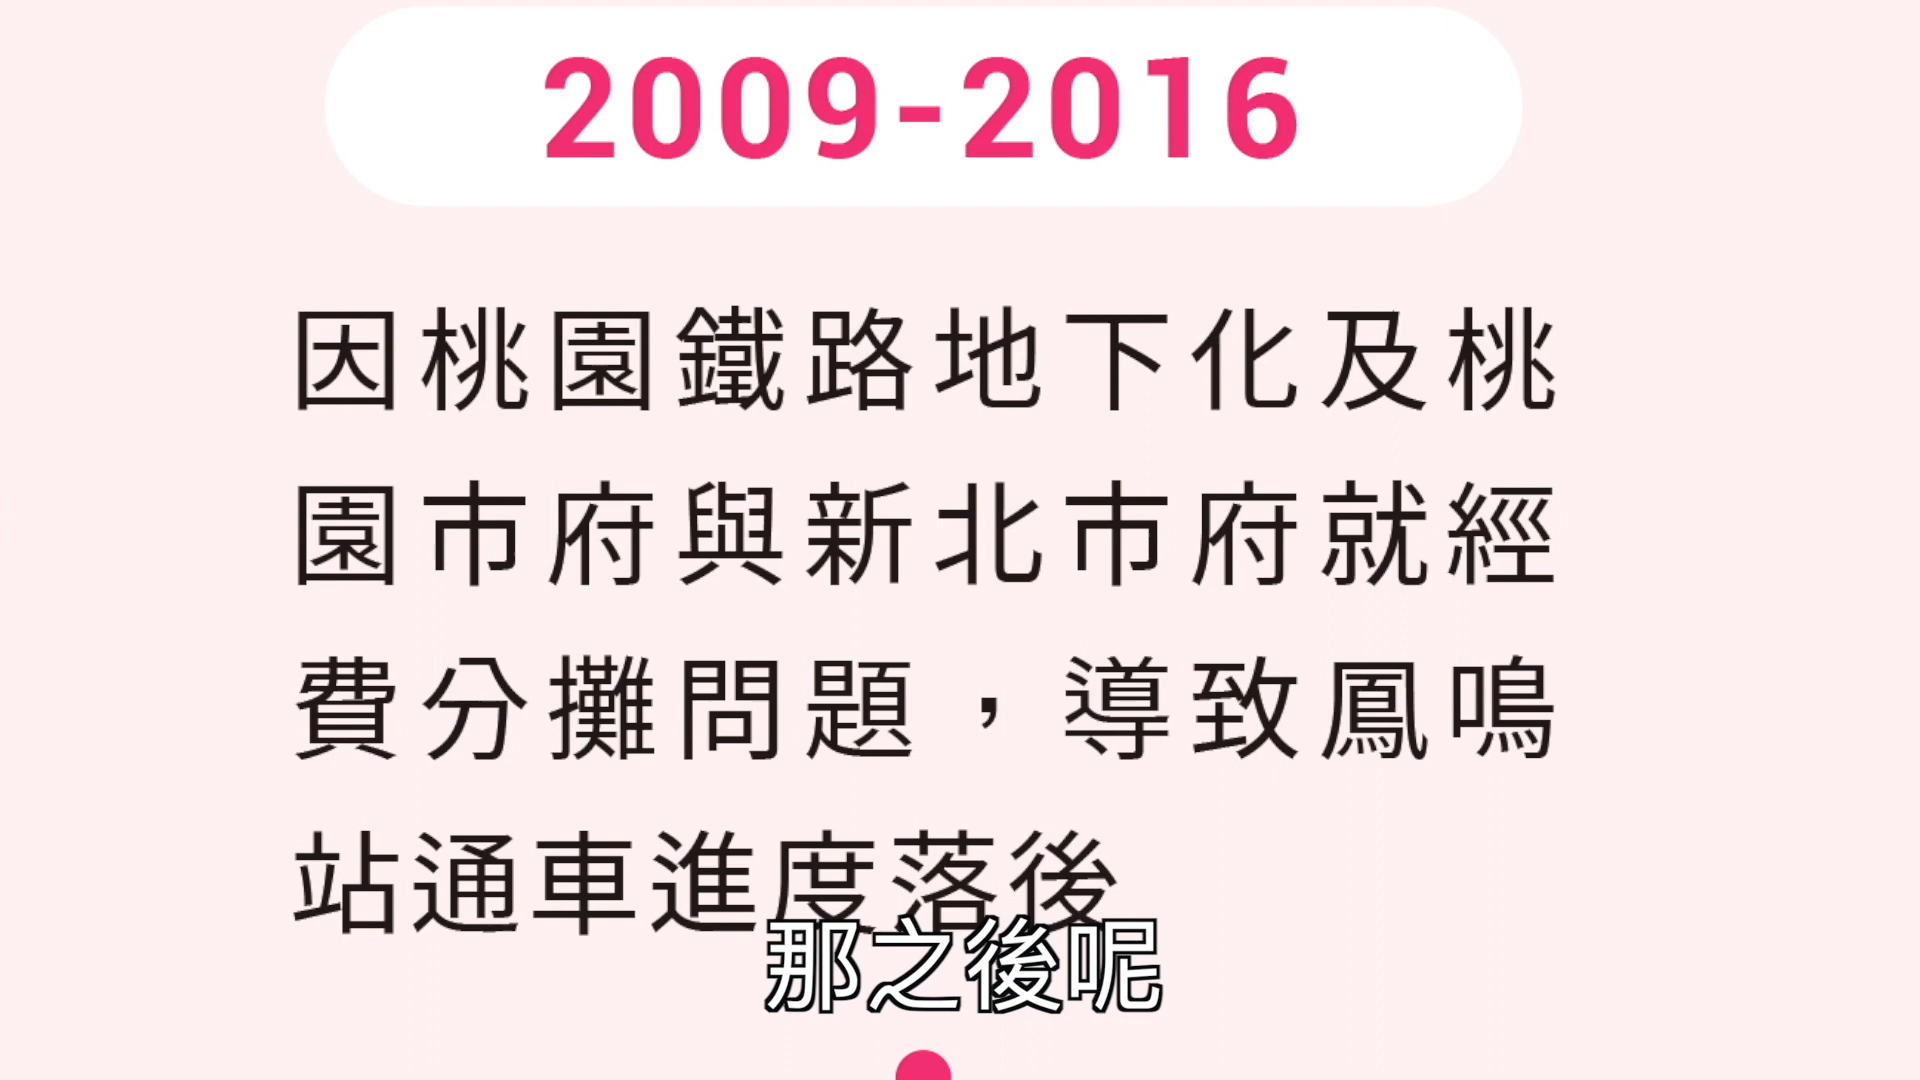 2009-2016
因桃園鐵路地下化及桃
園市府與新北市府就經
費分攤問題，導致鳳鳴
站通車進度落後
那之後呢